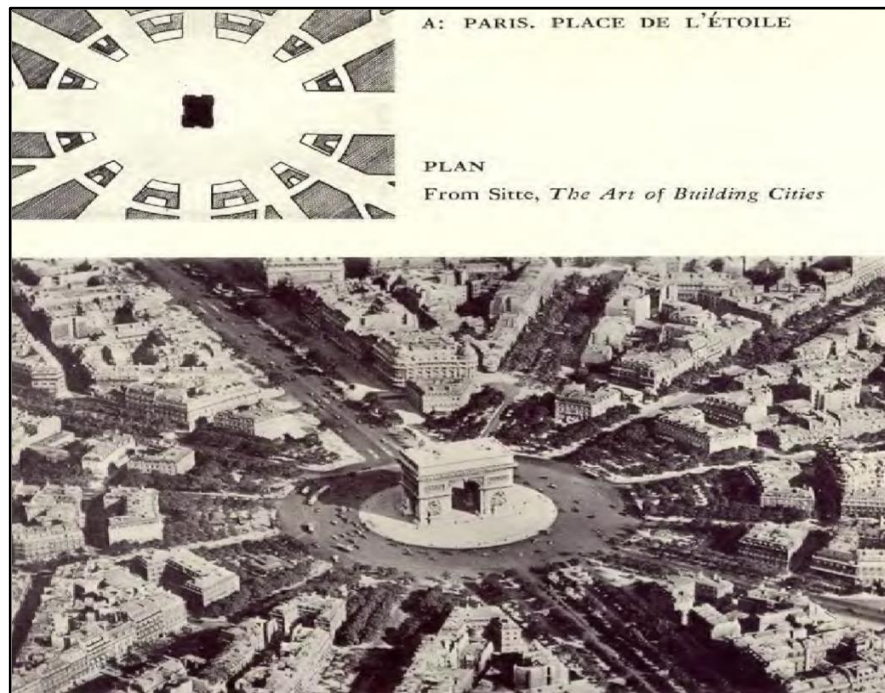 A: PARIS. PLACE DE L'ÉTOILE
PLAN
From Sitte, The Art of Building Cities